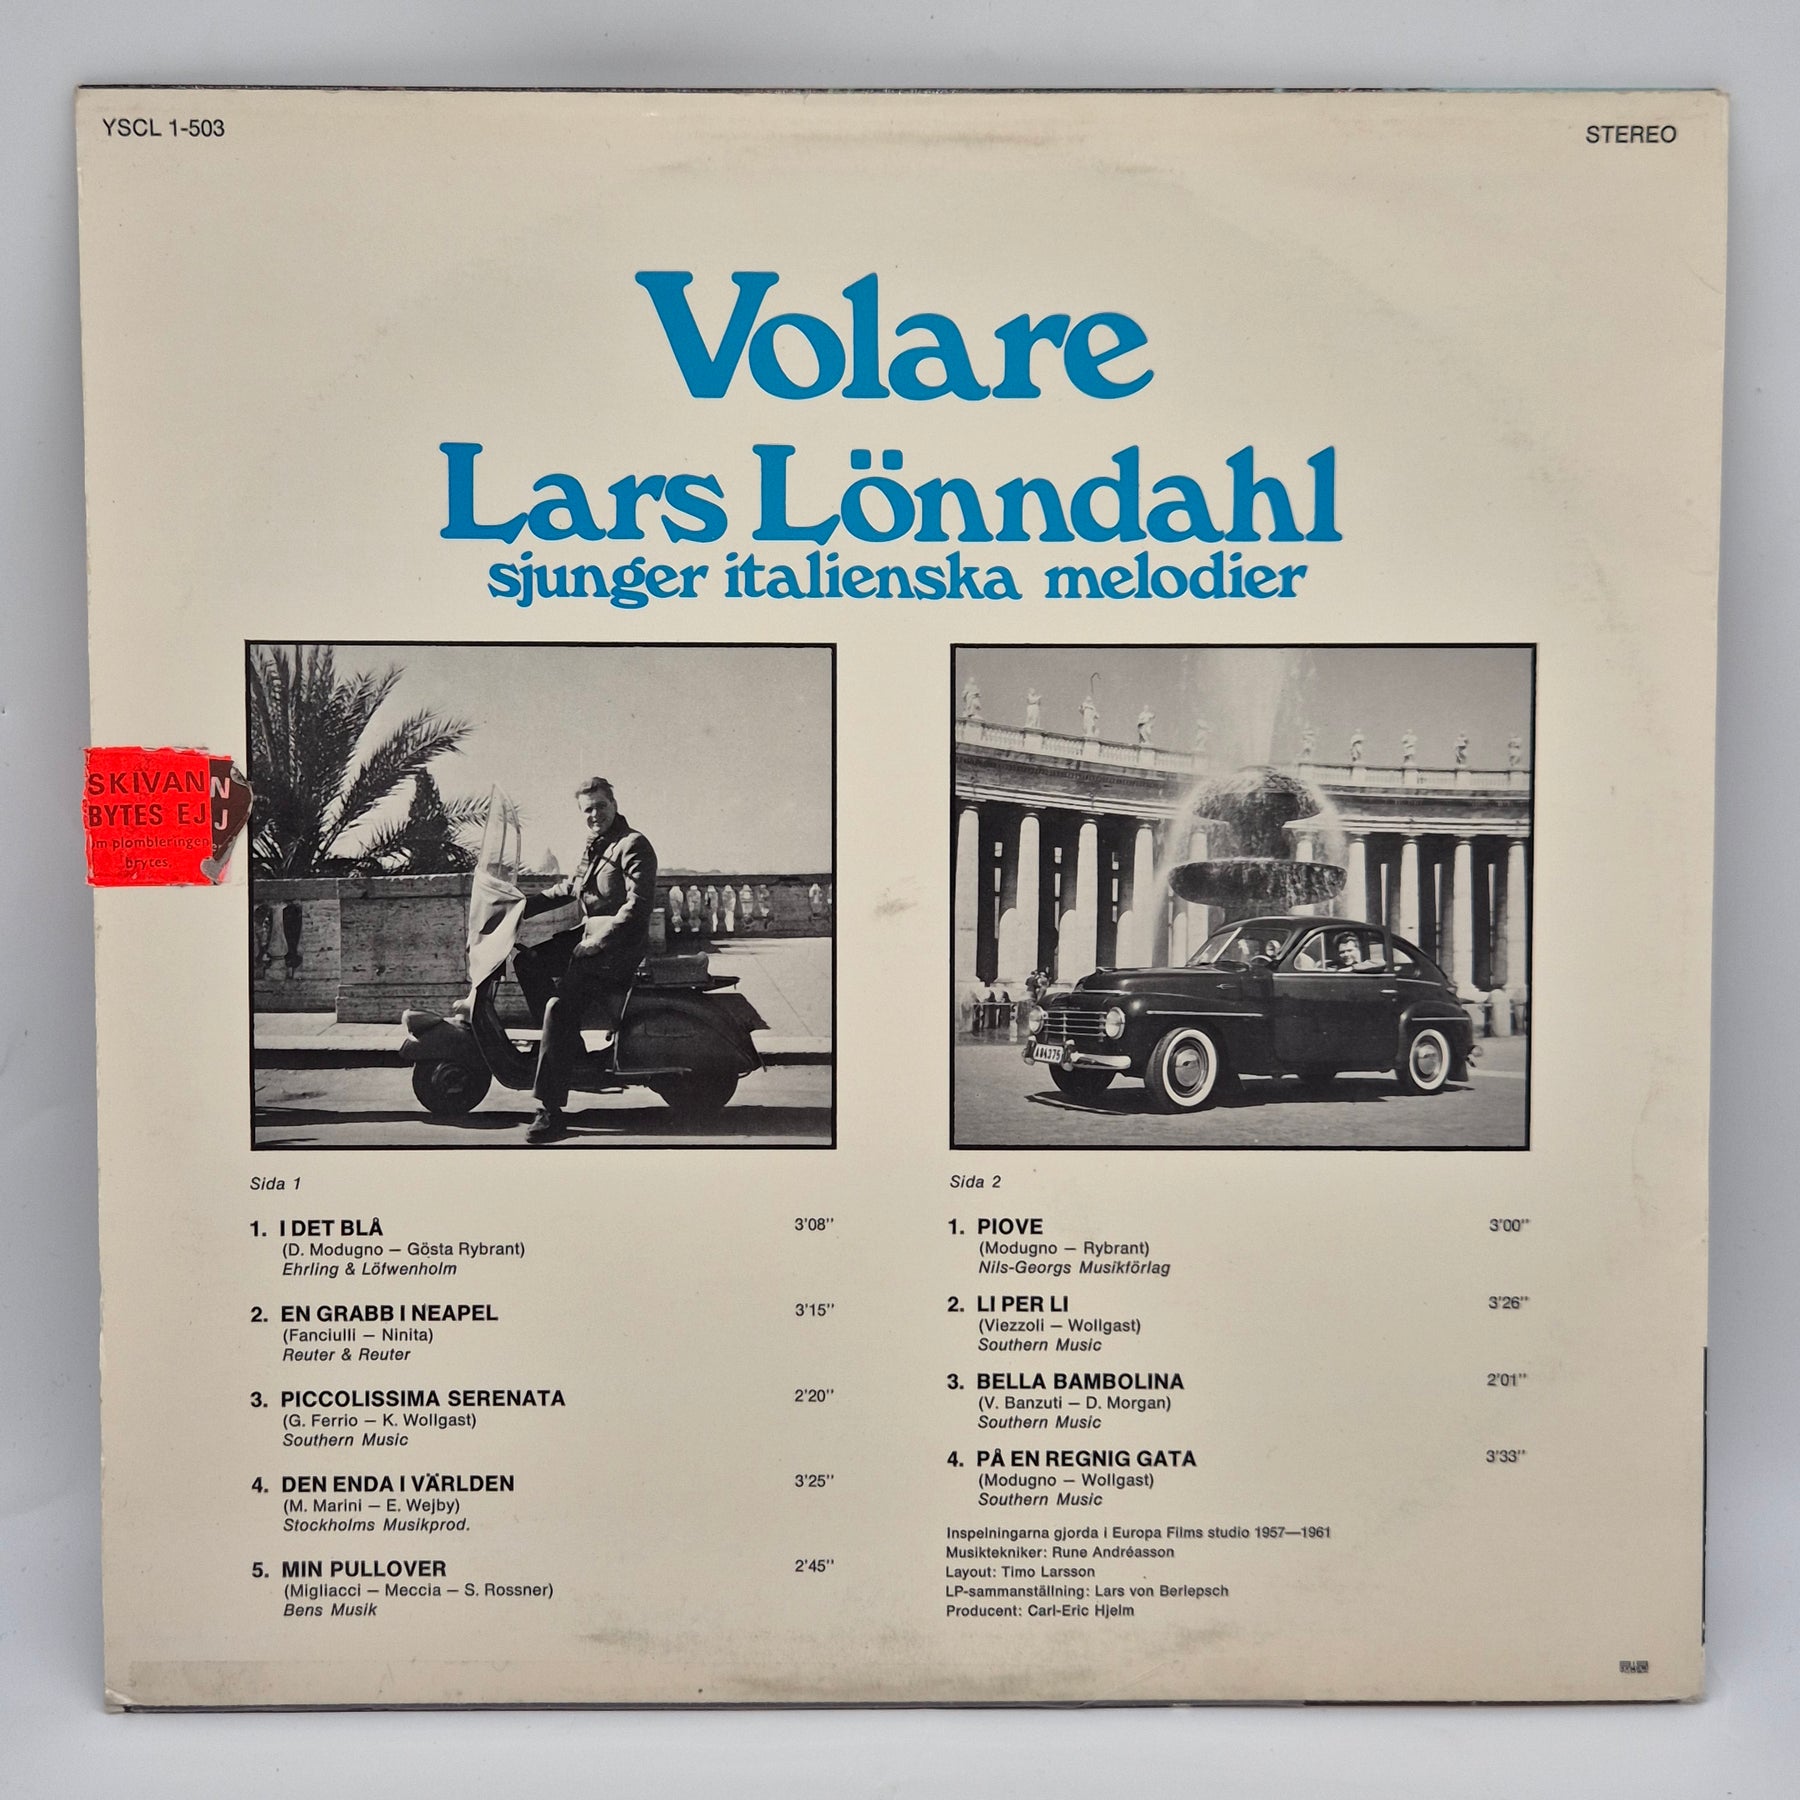 YSCL 1-503
STEREO
Volare
Lars Lönndahl
sjunger italienska melodier
SKIVAN
BYTES EJ
m plombleringen
brytes.
N
J
A84375
Sida 1
1. I DET BLÅ 3'08''
(D. Modugno — Gösta Rybrant)
Ehrling & Löfwenholm
2. EN GRABB I NEAPEL 3'15''
(Fanciulli — Ninita)
Reuter & Reuter
3. PICCOLISSIMA SERENATA 2'20''
(G. Ferrio — K. Wollgast)
Southern Music
4. DEN ENDA I VÄRLDEN 3'25''
(M. Marini — E. Wejby)
Stockholms Musikprod.
5. MIN PULLOVER 2'45''
(Migliacci — Meccia — S. Rossner)
Bens Musik
Sida 2
1. PIOVE 3'00''
(Modugno — Rybrant)
Nils-Georgs Musikförlag
2. LI PER LI 3'26''
(Viezzoli — Wollgast)
Southern Music
3. BELLA BAMBOLINA 2'01''
(V. Banzuti — D. Morgan)
Southern Music
4. PÅ EN REGNIG GATA 3'33''
(Modugno — Wollgast)
Southern Music
Inspelningarna gjorda i Europa Films studio 1957—1961
Musiktekniker: Rune Andréasson
Layout: Timo Larsson
LP-sammanställning: Lars von Berlepsch
Producent: Carl-Eric Hjelm